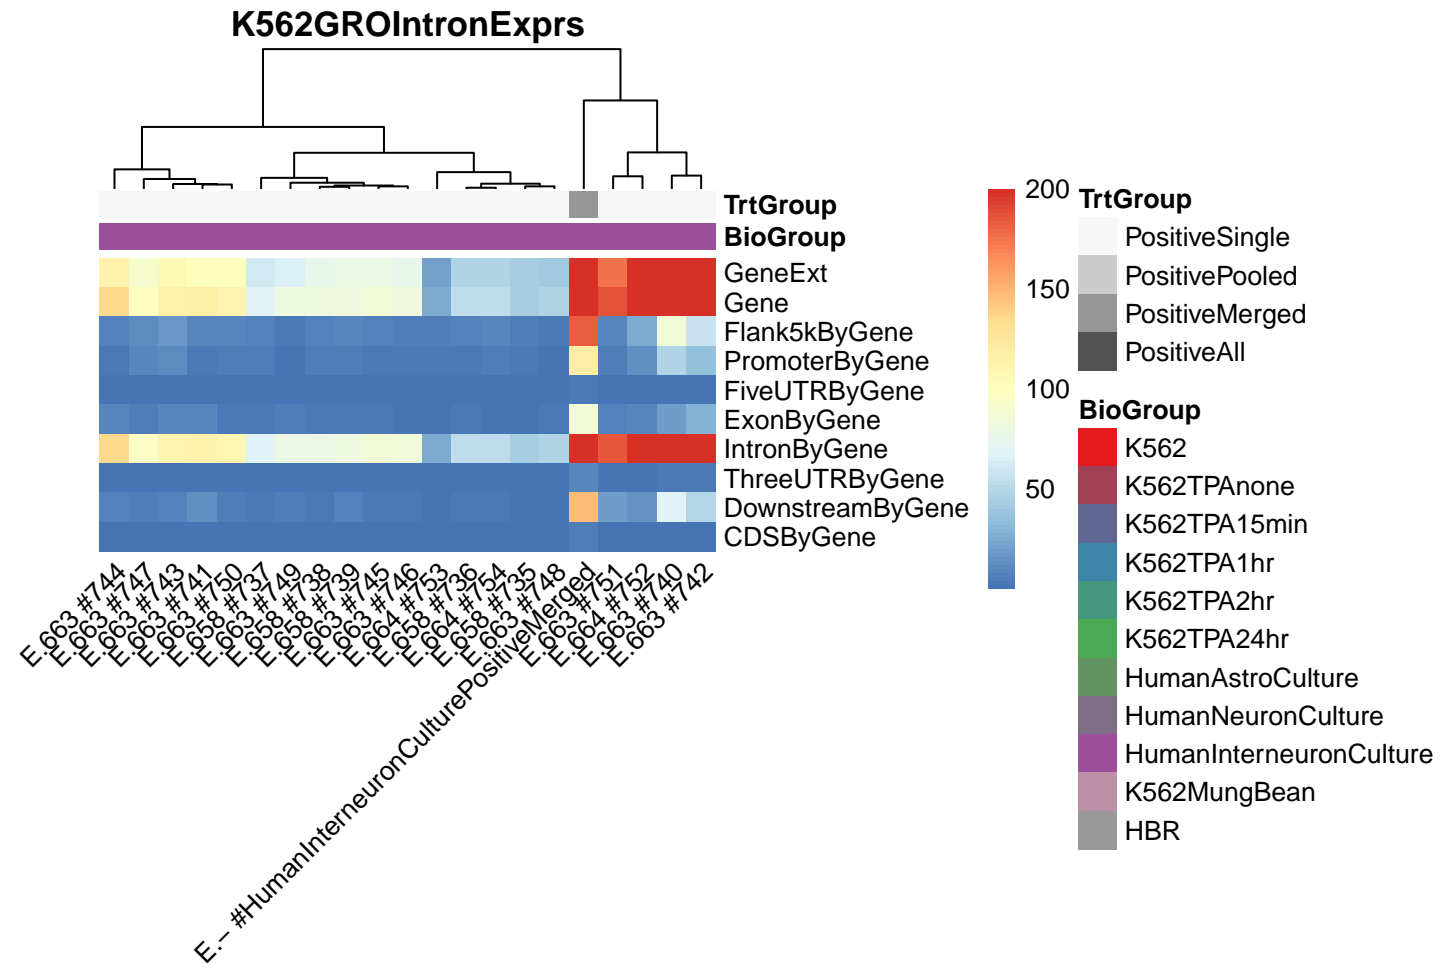 K562GROIntronExprs
TrtGroup
BioGroup
GeneExt
Gene
Flank5kByGene
PromoterByGene
FiveUTRByGene
ExonByGene
IntronByGene
ThreeUTRByGene
DownstreamByGene
CDSByGene
E.663 #744
E.663 #747
E.663 #743
E.663 #741
E.663 #750
E.658 #737
E.663 #749
E.658 #738
E.658 #739
E.663 #745
E.663 #746
E.664 #753
E.658 #736
E.664 #754
E.658 #735
E.663 #748
E.− #HumanInterneuronCulturePositiveMerged
E.663 #751
E.664 #752
E.663 #740
E.663 #742
200
150
100
50
TrtGroup
PositiveSingle
PositivePooled
PositiveMerged
PositiveAll
BioGroup
K562
K562TPAnone
K562TPA15min
K562TPA1hr
K562TPA2hr
K562TPA24hr
HumanAstroCulture
HumanNeuronCulture
HumanInterneuronCulture
K562MungBean
HBR